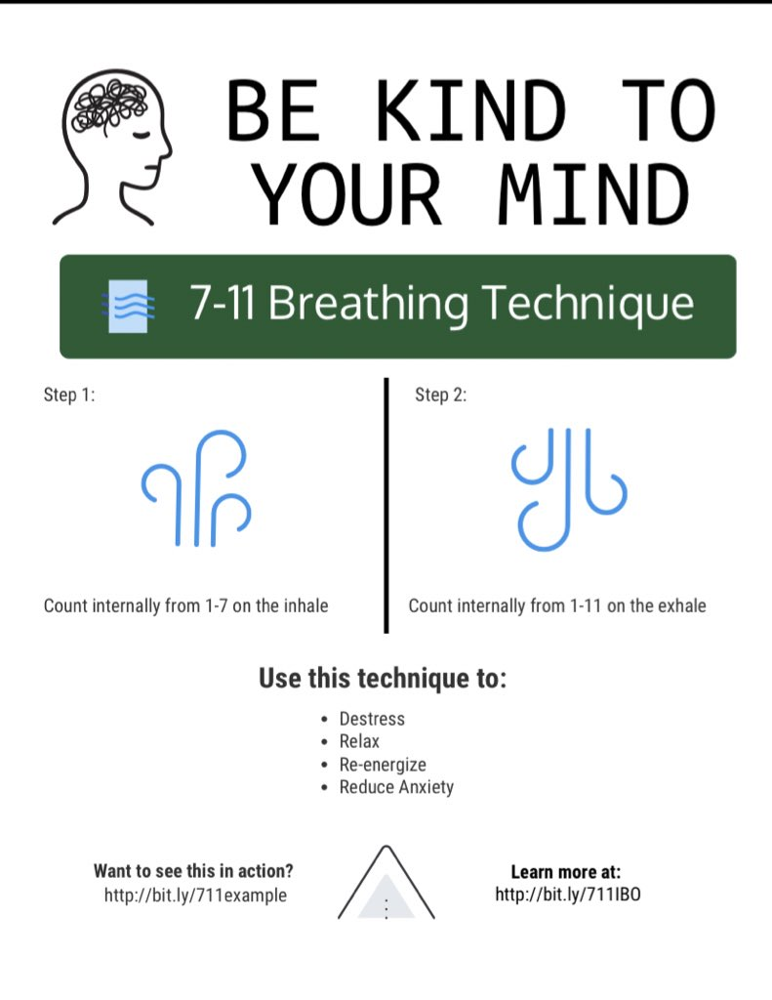 BE KIND TO
YOUR MIND
7-11 Breathing Technique
Step 1:
Count internally from 1-7 on the inhale
Step 2:
Count internally from 1-11 on the exhale
Use this technique to:
• Destress
• Relax
• Re-energize
• Reduce Anxiety
Want to see this in action?
http://bit.ly/711example
Learn more at:
http://bit.ly/711IBO